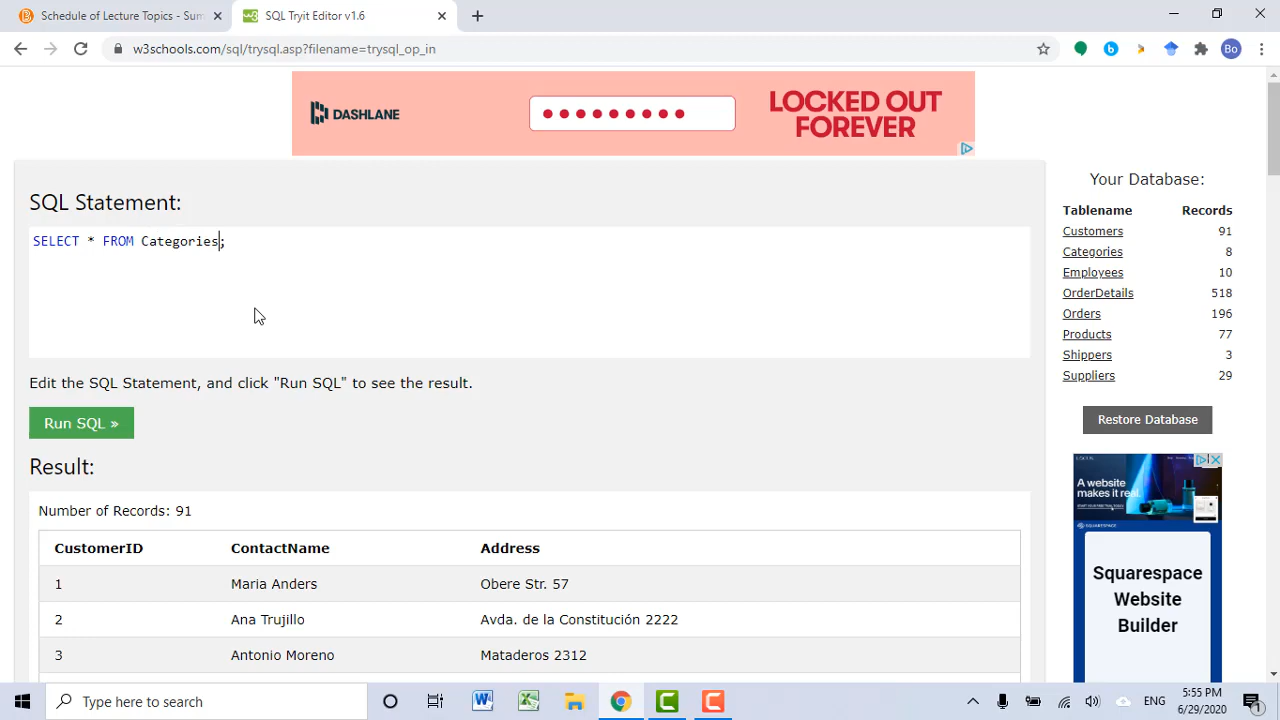 Schedule of Lecture Topics - Sum
SQL Tryit Editor v1.6
w3schools.com/sql/trysql.asp?filename=trysql_op_in
Bo
DASHLANE
LOCKED OUT
FOREVER
SQL Statement:
SELECT * FROM Categories;
Edit the SQL Statement, and click "Run SQL" to see the result.
Run SQL »
Result:
Number of Records: 91
CustomerID ContactName Address
1 Maria Anders Obere Str. 57
2 Ana Trujillo Avda. de la Constitución 2222
3 Antonio Moreno Mataderos 2312
Your Database:
Tablename Records
Customers 91
Categories 8
Employees 10
OrderDetails 518
Orders 196
Products 77
Shippers 3
Suppliers 29
Restore Database
A website
makes it real.
SQUARESPACE
Squarespace
Website
Builder
Type here to search
ENG
5:55 PM
6/29/2020
1